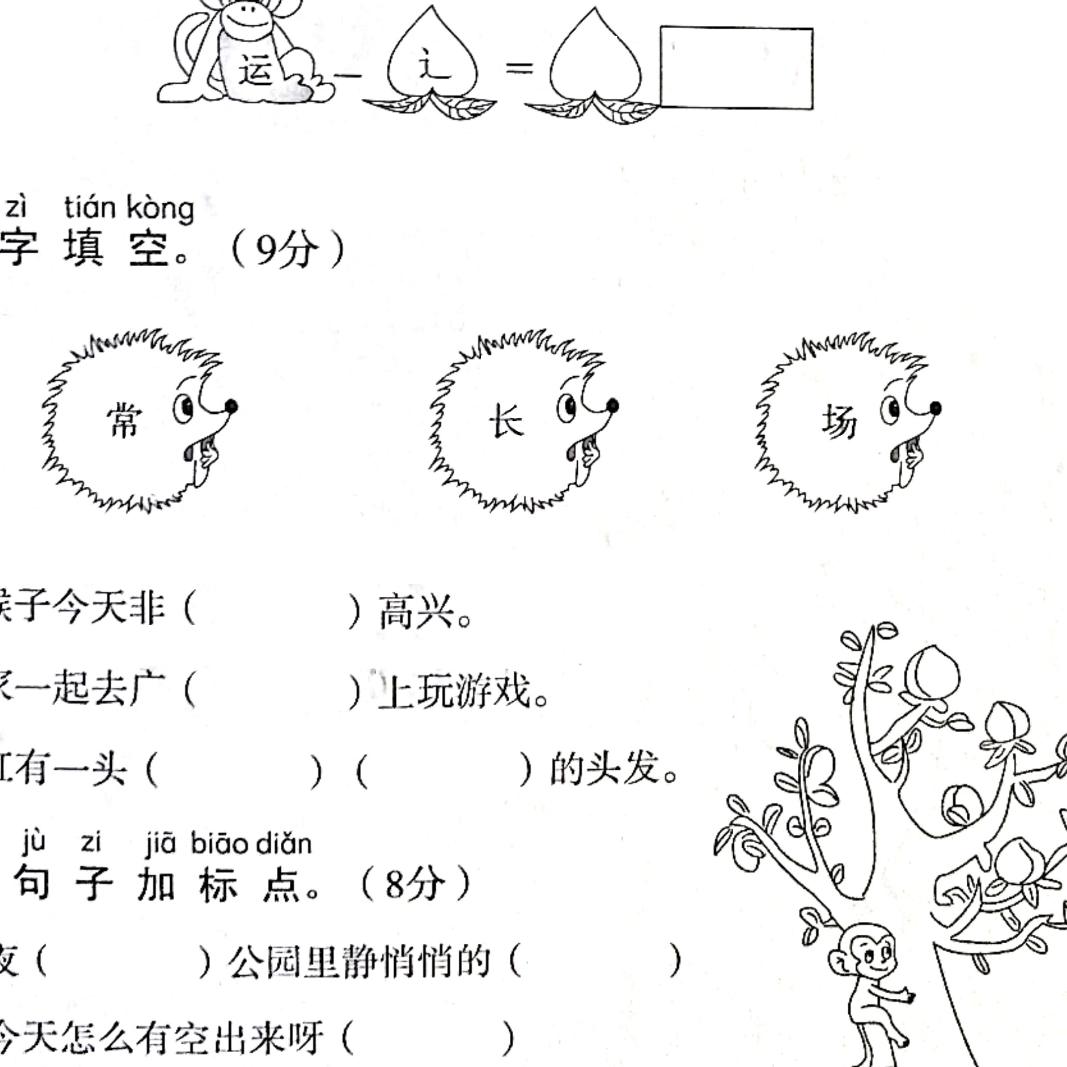 运 － 辶 ＝
zì tián kòng
字填空。（9分）
常 长 场
猴子今天非（ ）高兴。
一起去广（ ）上玩游戏。
有一头（ ）（ ）的头发。
jù zi jiā biāo diǎn
句子加标点。（8分）
夜（ ）公园里静悄悄的（ ）
今天怎么有空出来呀（ ）